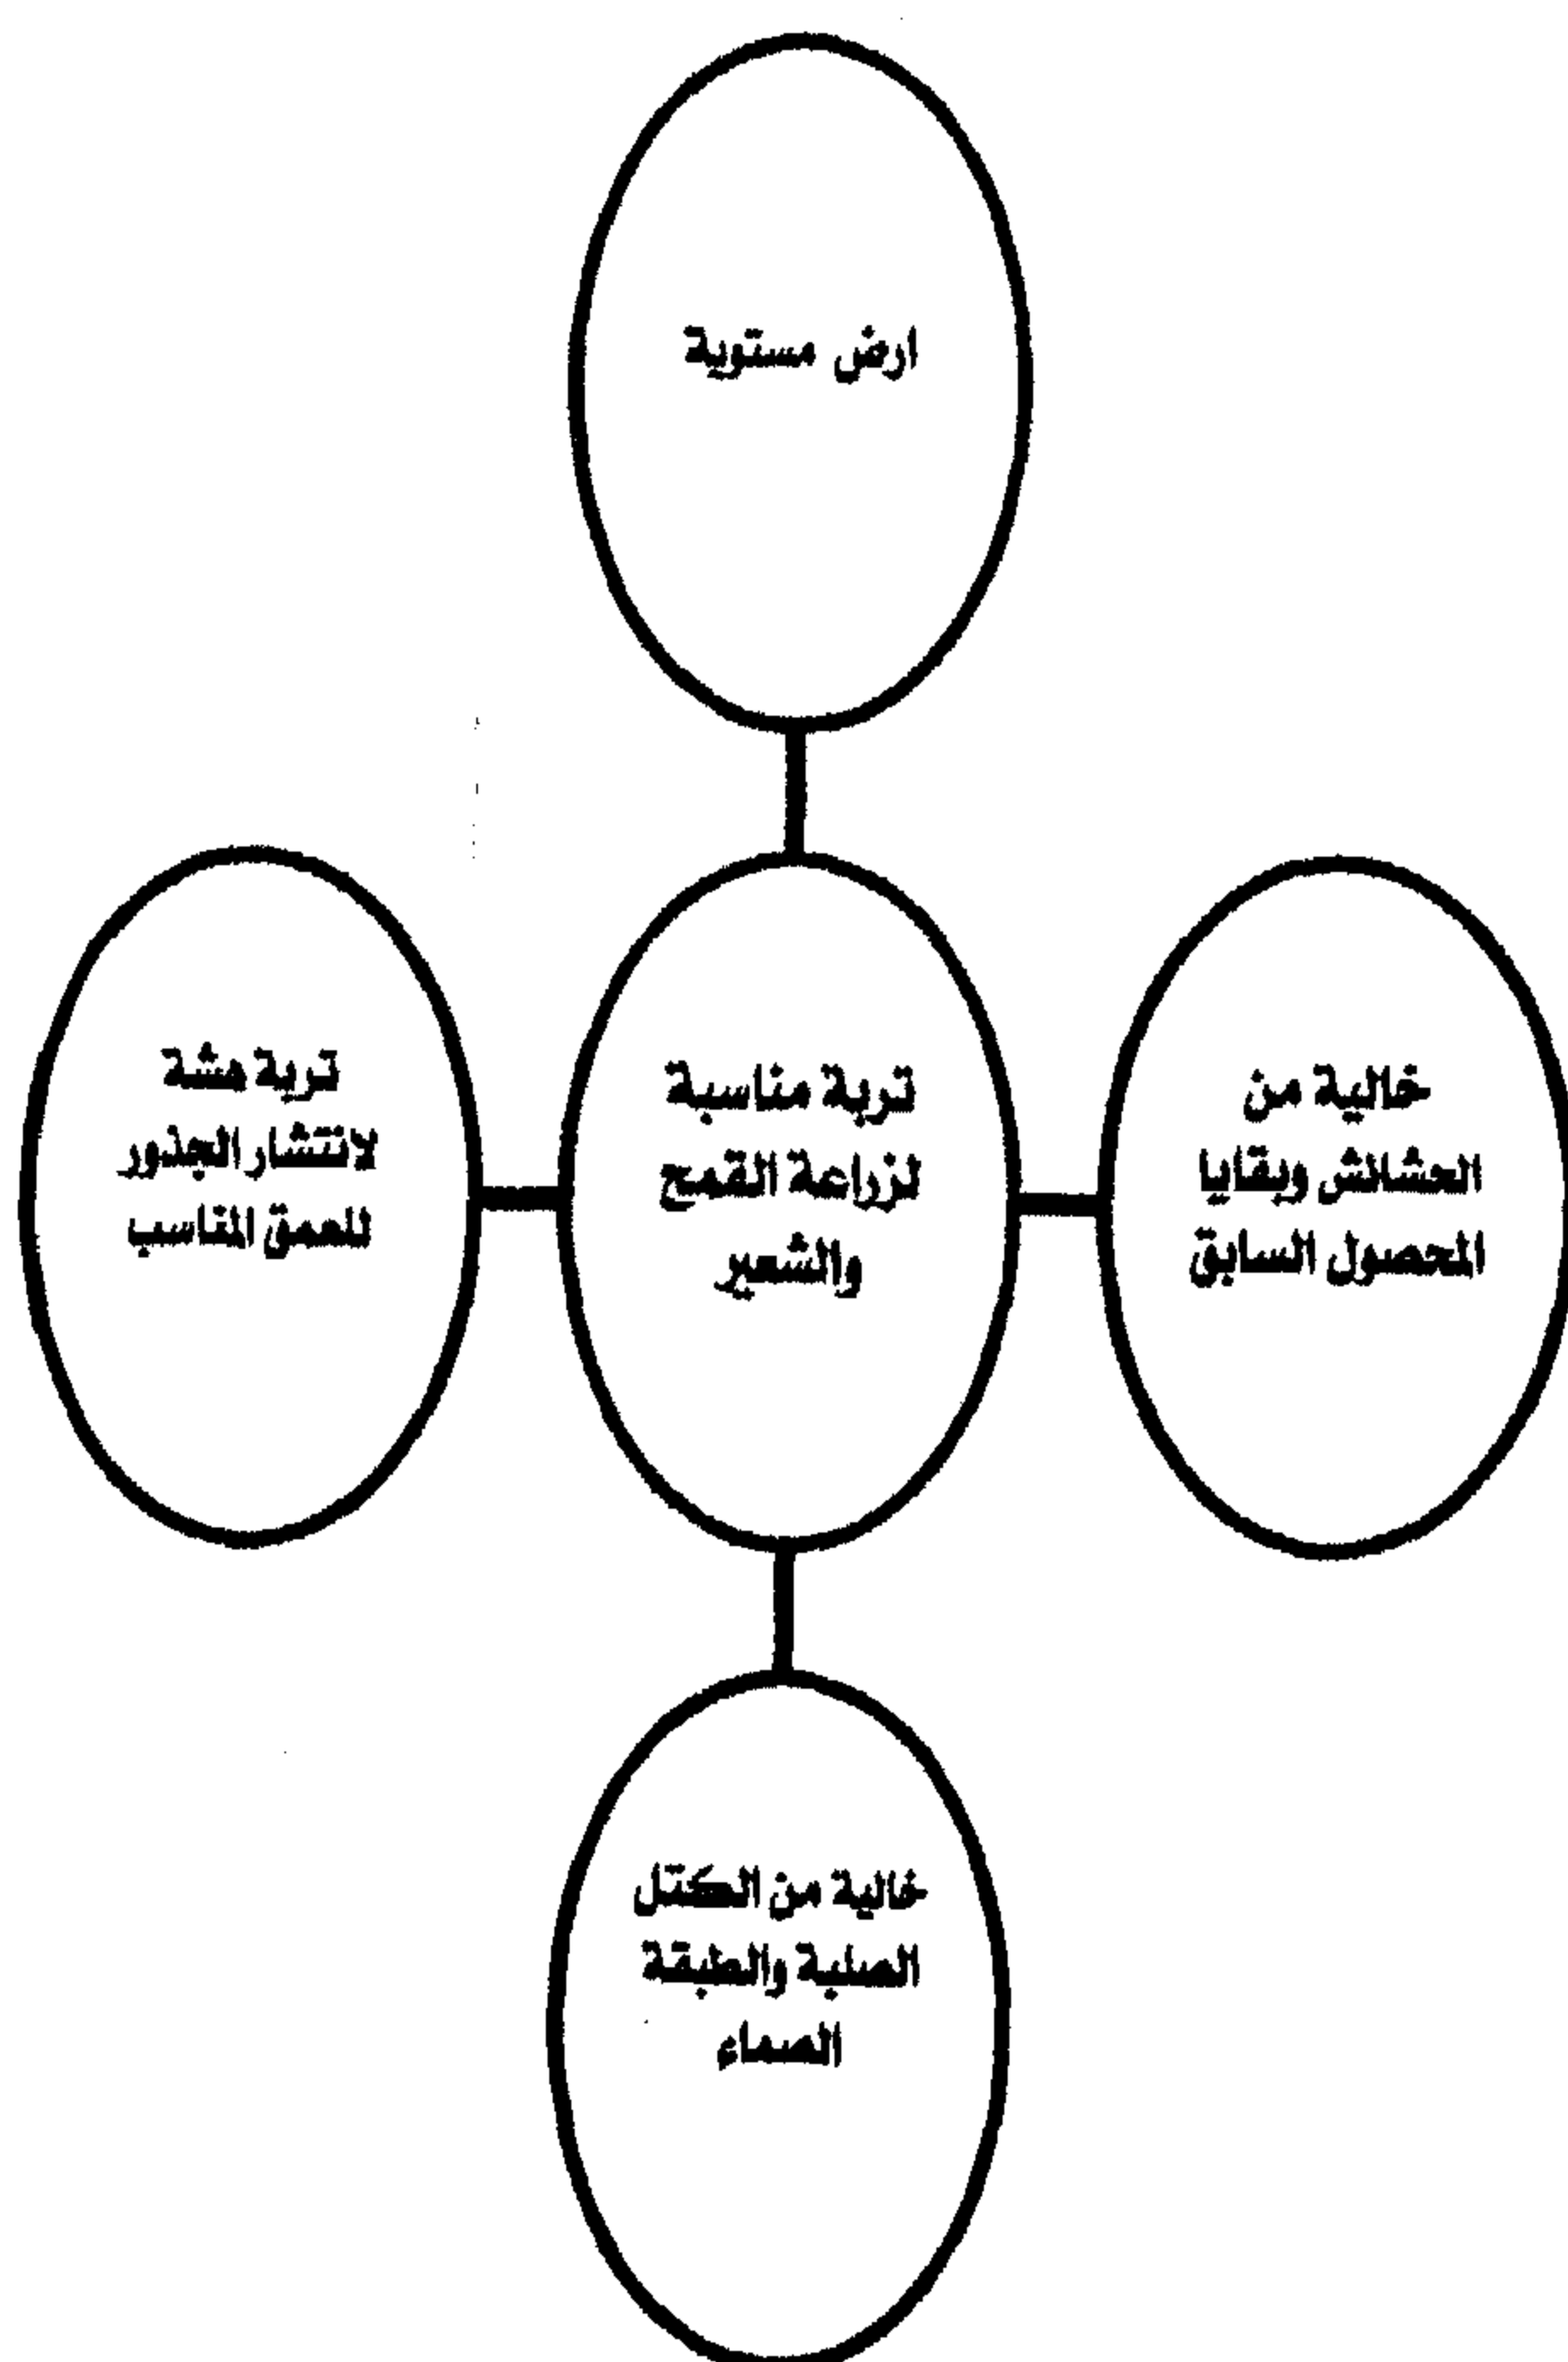 ارض مستوية
خالية من
الحشائش وبقايا
المحصول السابق
تربة مناسبة
لزراعة القمح
والشعير
تربة هشة
لانتشار الجذور
للعمق المناسب
خالية من الكتل
الصلبة والطبقة
الصماء